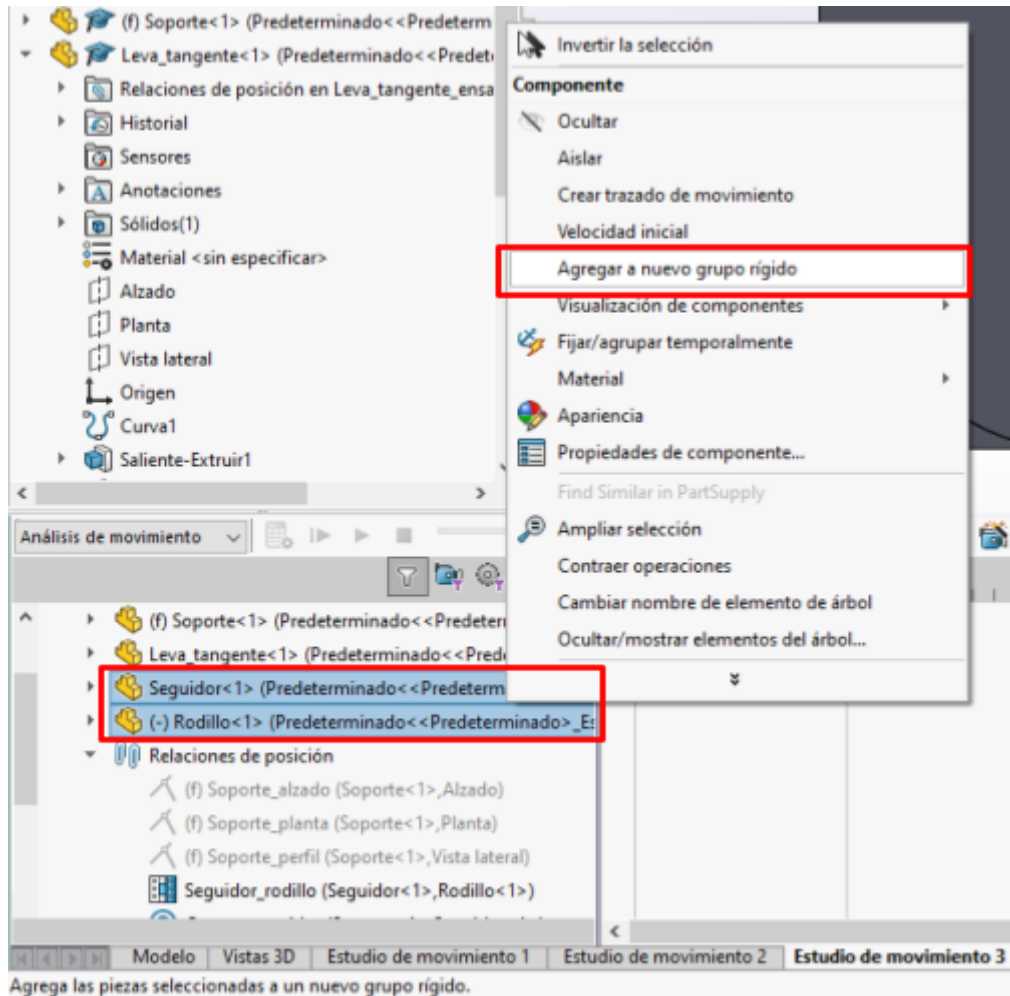 (f) Soporte<1> (Predeterminado<<Predeterm
Leva_tangente<1> (Predeterminado<<Predet
Relaciones de posición en Leva_tangente_ensa
Historial
Sensores
Anotaciones
Sólidos(1)
Material <sin especificar>
Alzado
Planta
Vista lateral
Origen
Curva1
Saliente-Extruir1
Invertir la selección
Componente
Ocultar
Aislar
Crear trazado de movimiento
Velocidad inicial
Agregar a nuevo grupo rígido
Visualización de componentes
Fijar/agrupar temporalmente
Material
Apariencia
Propiedades de componente...
Find Similar in PartSupply
Ampliar selección
Contraer operaciones
Cambiar nombre de elemento de árbol
Ocultar/mostrar elementos del árbol...
Análisis de movimiento
(f) Soporte<1> (Predeterminado<<Predeter
Leva_tangente<1> (Predeterminado<<Pred
Seguidor<1> (Predeterminado<<Predeterm
(-) Rodillo<1> (Predeterminado<<Predeterminado>_Es
Relaciones de posición
(f) Soporte_alzado (Soporte<1>,Alzado)
(f) Soporte_planta (Soporte<1>,Planta)
(f) Soporte_perfil (Soporte<1>,Vista lateral)
Seguidor_rodillo (Seguidor<1>,Rodillo<1>)
Modelo
Vistas 3D
Estudio de movimiento 1
Estudio de movimiento 2
Estudio de movimiento 3
Agrega las piezas seleccionadas a un nuevo grupo rígido.